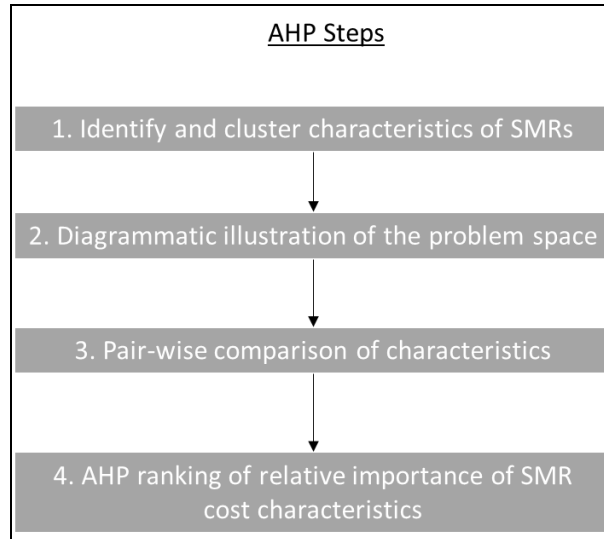 AHP Steps
1. Identify and cluster characteristics of SMRs
2. Diagrammatic illustration of the problem space
3. Pair-wise comparison of characteristics
4. AHP ranking of relative importance of SMR
cost characteristics